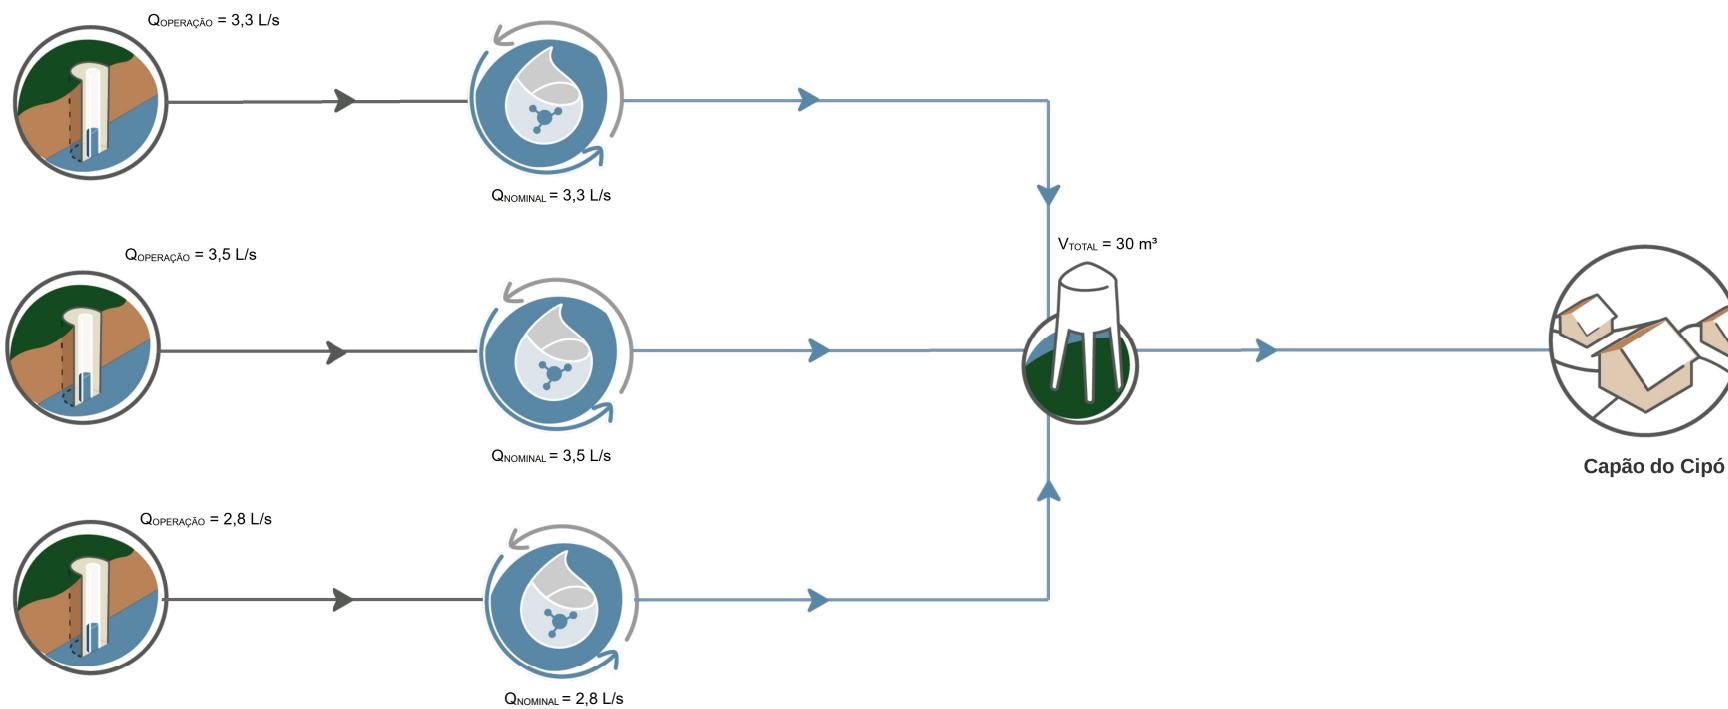 QOPERAÇÃO = 3,3 L/s
QNOMINAL = 3,3 L/s
QOPERAÇÃO = 3,5 L/s
VTOTAL = 30 m³
QNOMINAL = 3,5 L/s
Capão do Cipó
QOPERAÇÃO = 2,8 L/s
QNOMINAL = 2,8 L/s